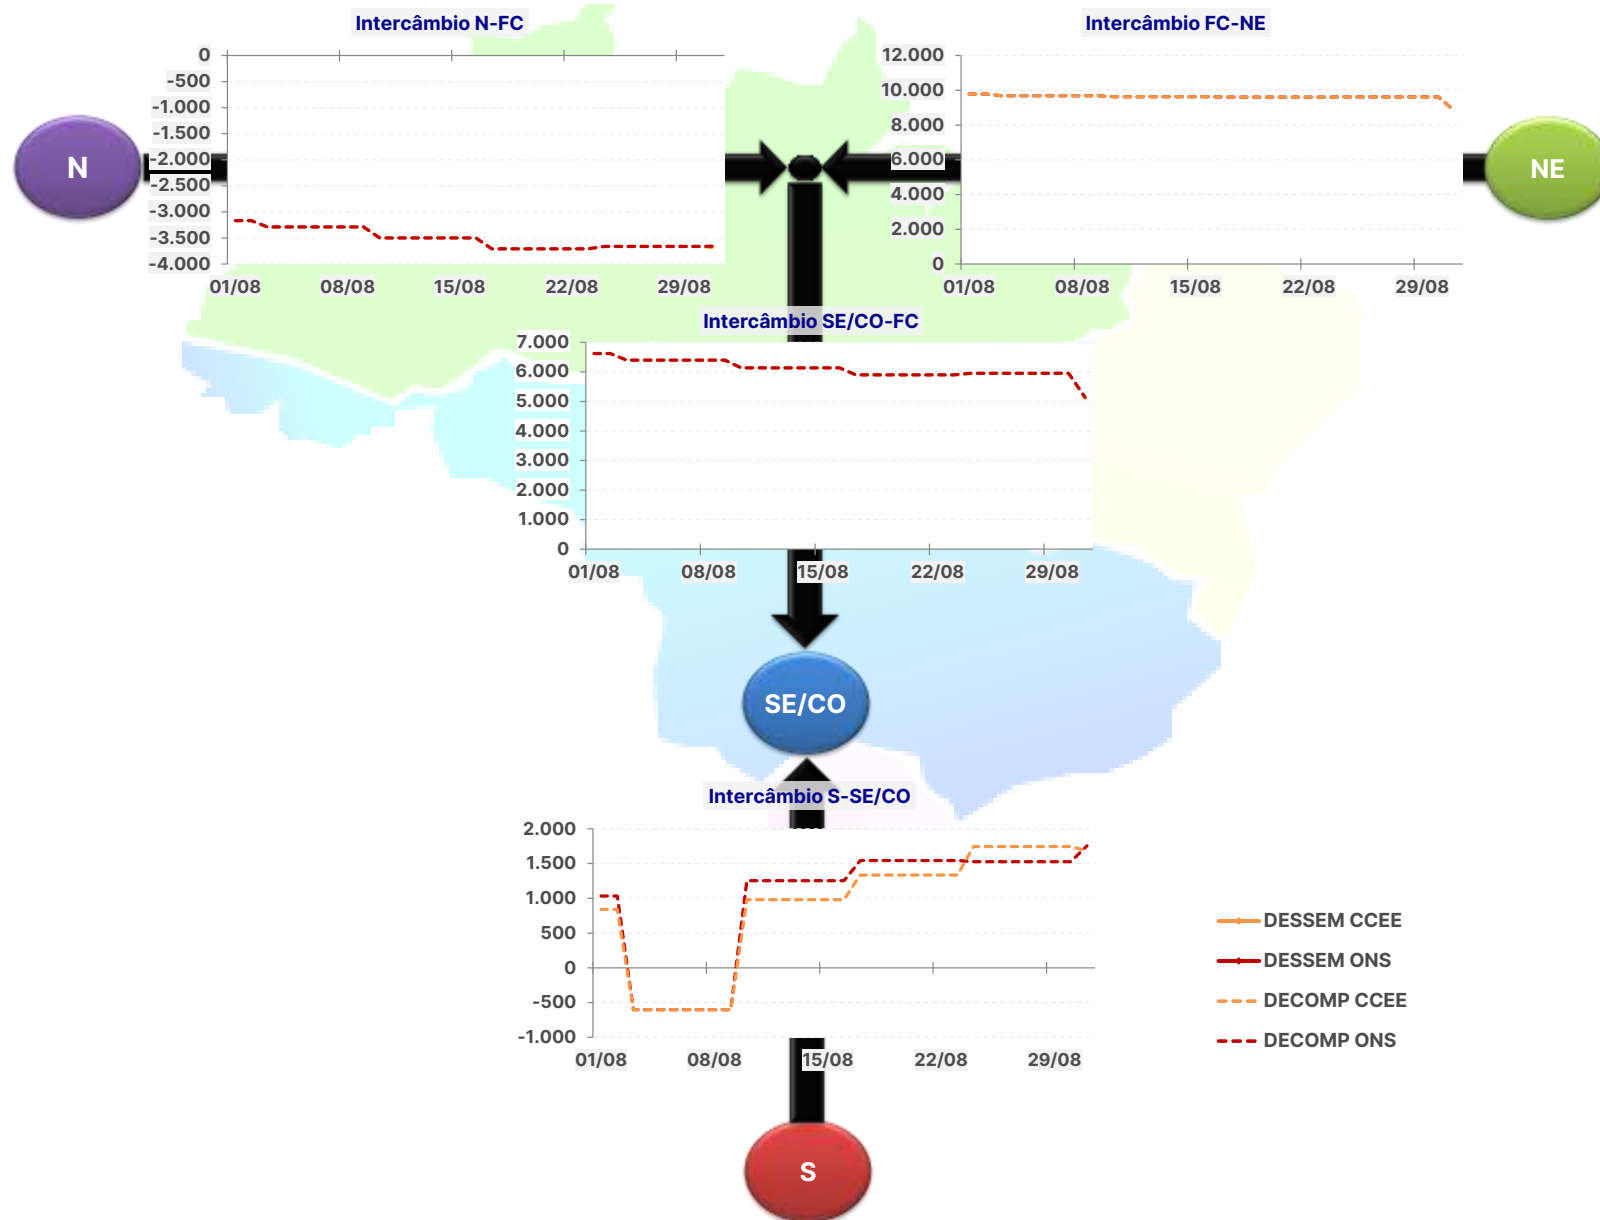 Intercâmbio N-FC
0
-500
-1.000
-1.500
-2.000
-2.500
-3.000
-3.500
-4.000
01/08 08/08 15/08 22/08 29/08
Intercâmbio FC-NE
12.000
10.000
8.000
6.000
4.000
2.000
0
01/08 08/08 15/08 22/08 29/08
N
NE
Intercâmbio SE/CO-FC
7.000
6.000
5.000
4.000
3.000
2.000
1.000
0
01/08 08/08 15/08 22/08 29/08
SE/CO
Intercâmbio S-SE/CO
2.000
1.500
1.000
500
0
-500
-1.000
01/08 08/08 15/08 22/08 29/08
DESSEM CCEE
DESSEM ONS
DECOMP CCEE
DECOMP ONS
S